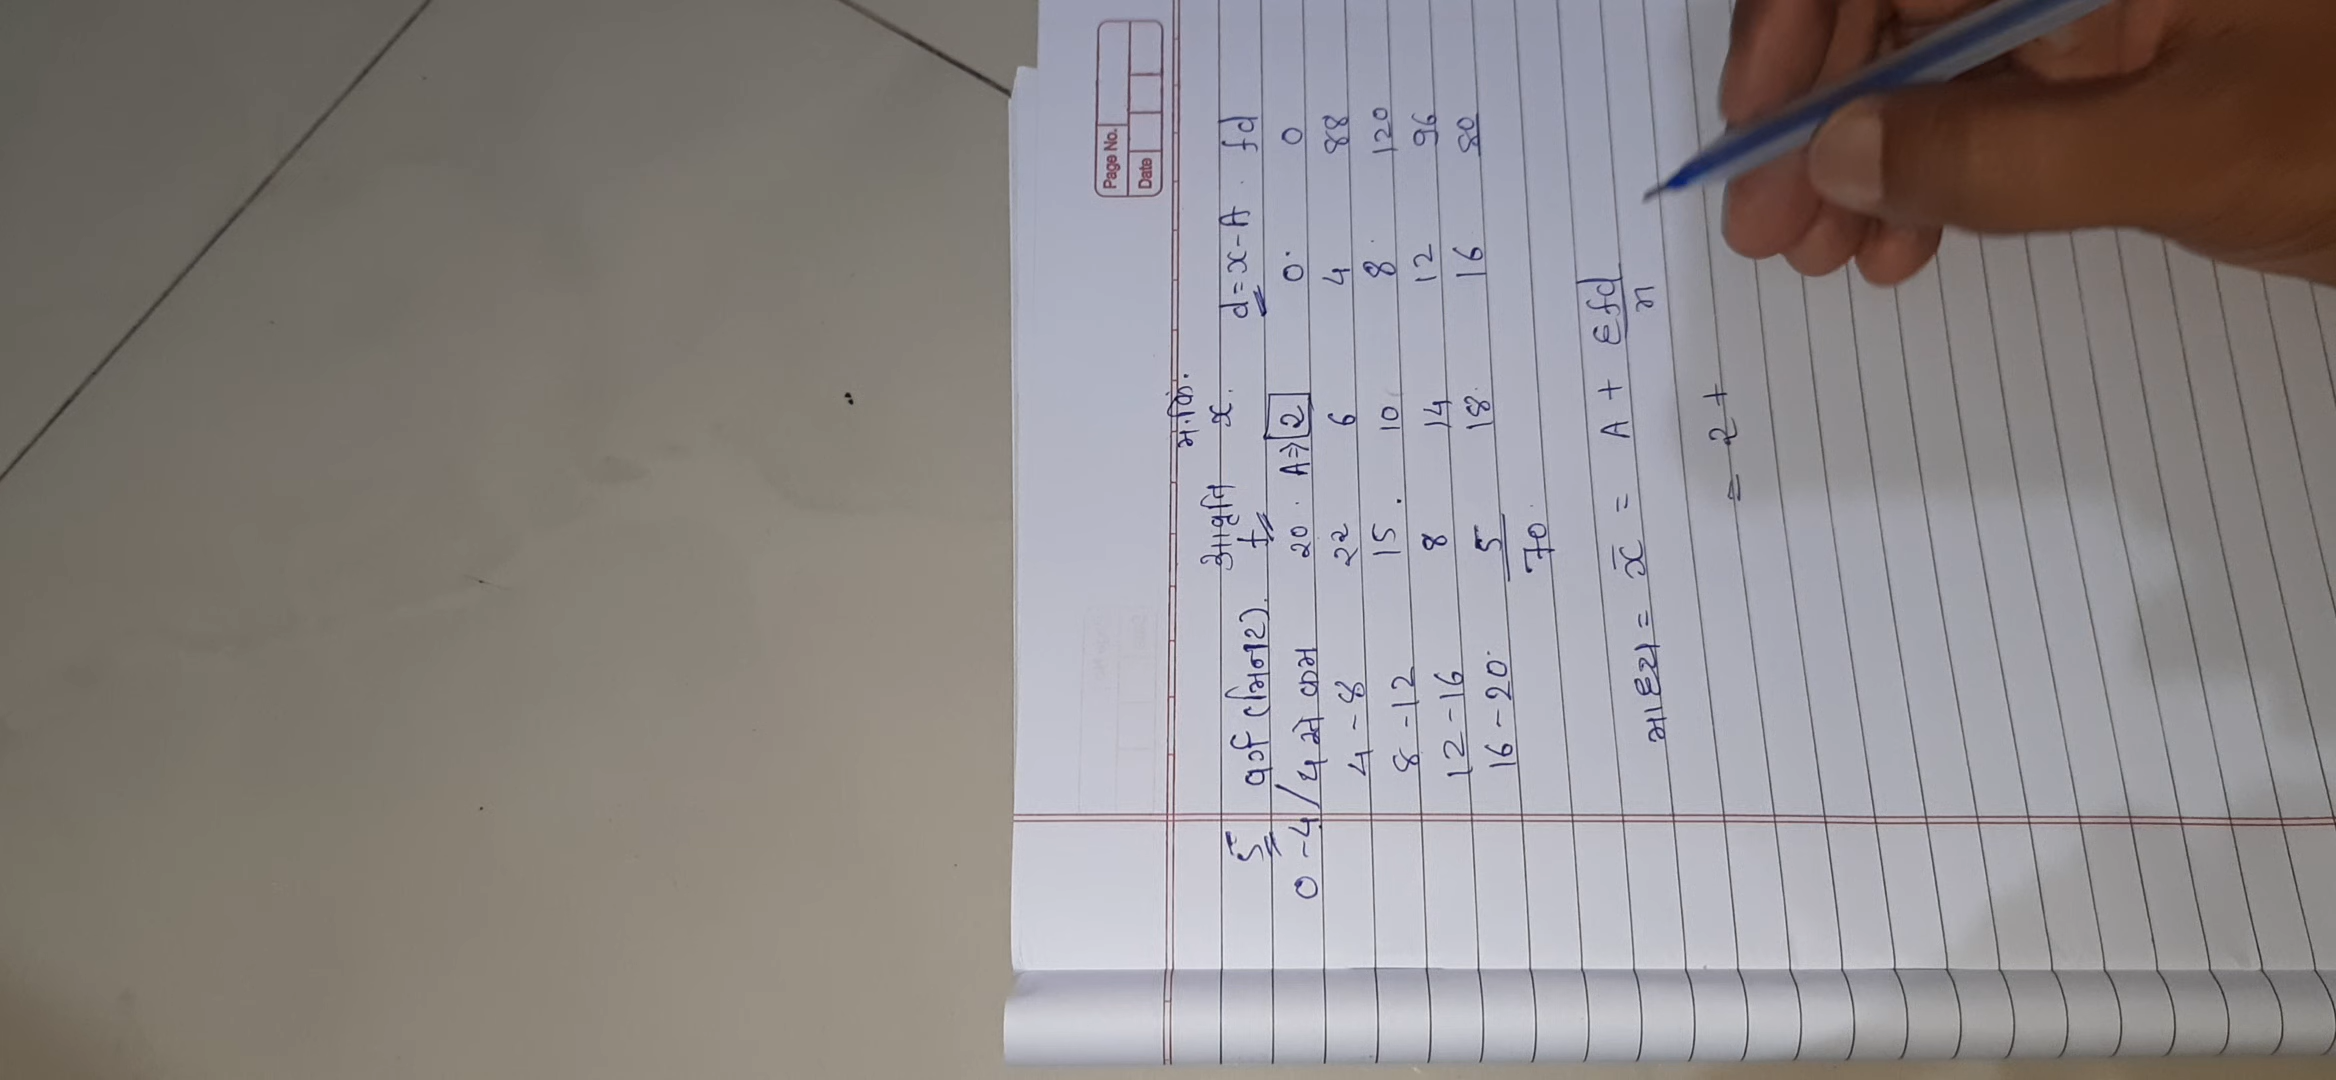 Page No.
Date
म.बिं.
5 वर्ग (मिनट) आवृत्ति x. d=x-A. fd
f
0-4/4 से कम 20. A⇒2 0. 0
4-8 22 6 4 88
8-12 15. 10 8. 120
12-16 8 14 12 96
16-20. 5 18. 16 80
70.
माध्य = x̄ = A + Σfd/n
= 2+